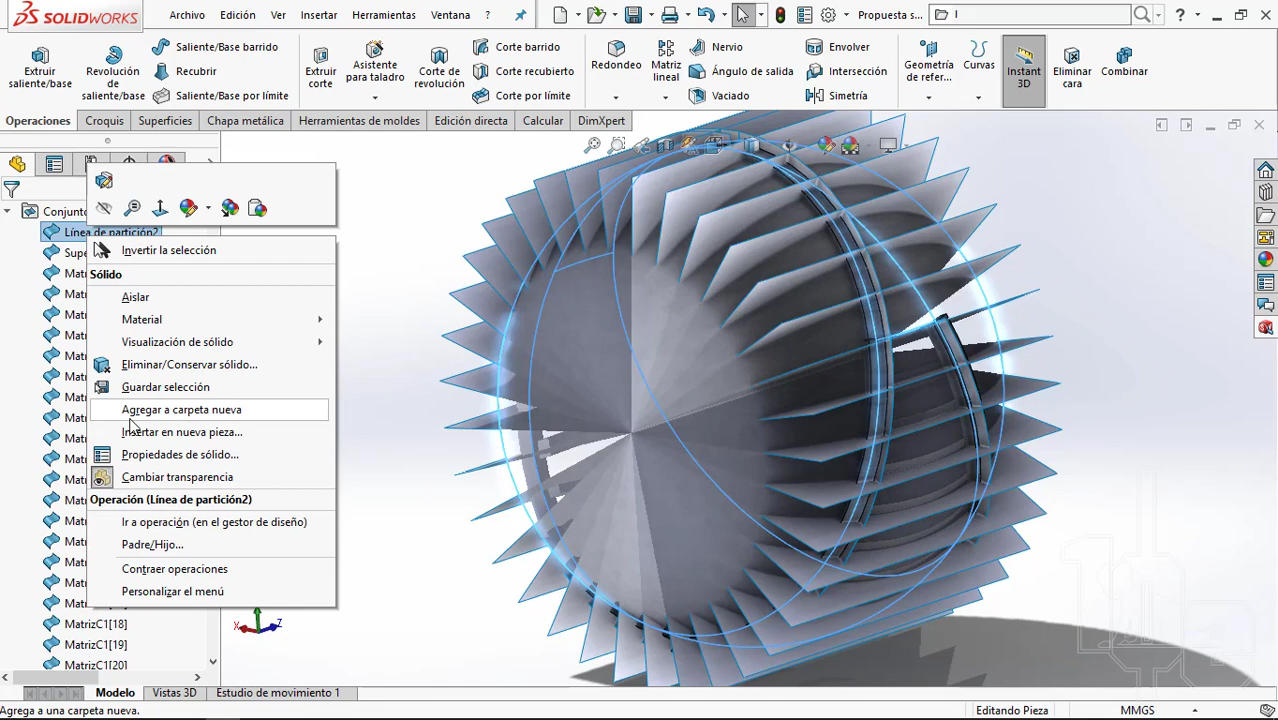 SOLIDWORKS
Archivo
Edición
Ver
Insertar
Herramientas
Ventana
?
Propuesta s...
l
?
Extruir saliente/base
Revolución de saliente/base
Saliente/Base barrido
Recubrir
Saliente/Base por límite
Extruir corte
Asistente para taladro
Corte de revolución
Corte barrido
Corte recubierto
Corte por límite
Redondeo
Matriz lineal
Nervio
Ángulo de salida
Vaciado
Envolver
Intersección
Simetría
Geometría de refer...
Curvas
Instant 3D
Eliminar cara
Combinar
Operaciones
Croquis
Superficies
Chapa metálica
Herramientas de moldes
Edición directa
Calcular
DimXpert
Conjunto
Línea de partición2
Supe
Matr
Invertir la selección
Sólido
Aislar
Material
Visualización de sólido
Eliminar/Conservar sólido...
Guardar selección
Agregar a carpeta nueva
Insertar en nueva pieza...
Propiedades de sólido...
Cambiar transparencia
Operación (Línea de partición2)
Ir a operación (en el gestor de diseño)
Padre/Hijo...
Contraer operaciones
Personalizar el menú
MatrizC1[18]
MatrizC1[19]
MatrizC1[20]
X
Z
Modelo
Vistas 3D
Estudio de movimiento 1
Agrega a una carpeta nueva.
Editando Pieza
MMGS